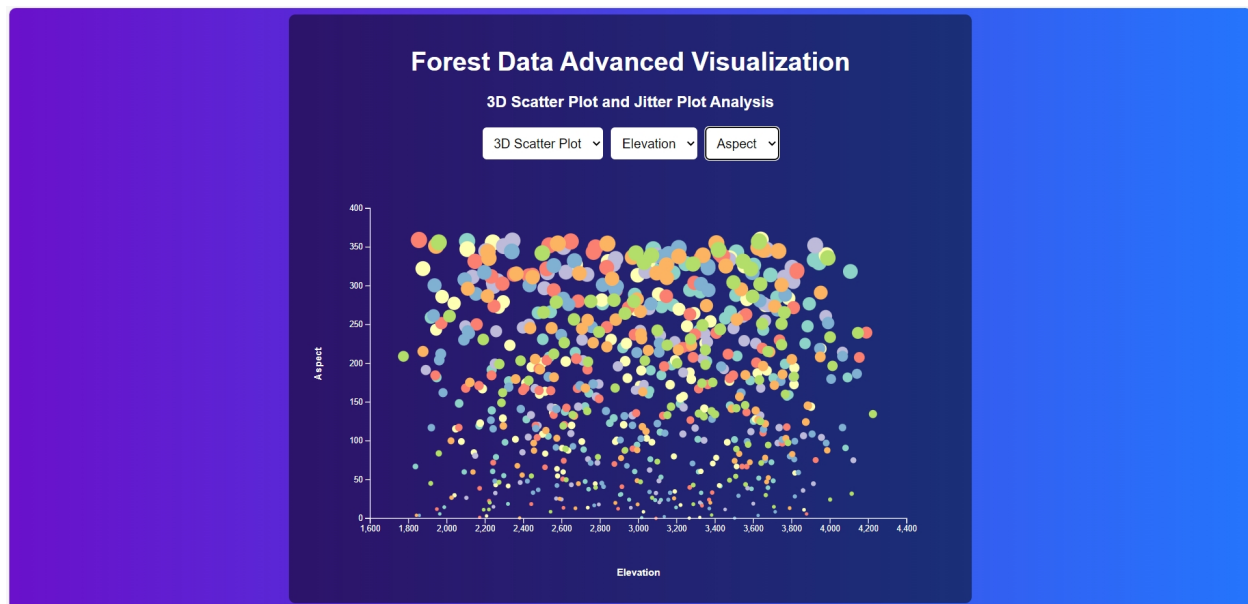 Forest Data Advanced Visualization
3D Scatter Plot and Jitter Plot Analysis
3D Scatter Plot Elevation Aspect
400
350
300
250
200
150
100
50
0
Aspect
1,600 1,800 2,000 2,200 2,400 2,600 2,800 3,000 3,200 3,400 3,600 3,800 4,000 4,200 4,400
Elevation